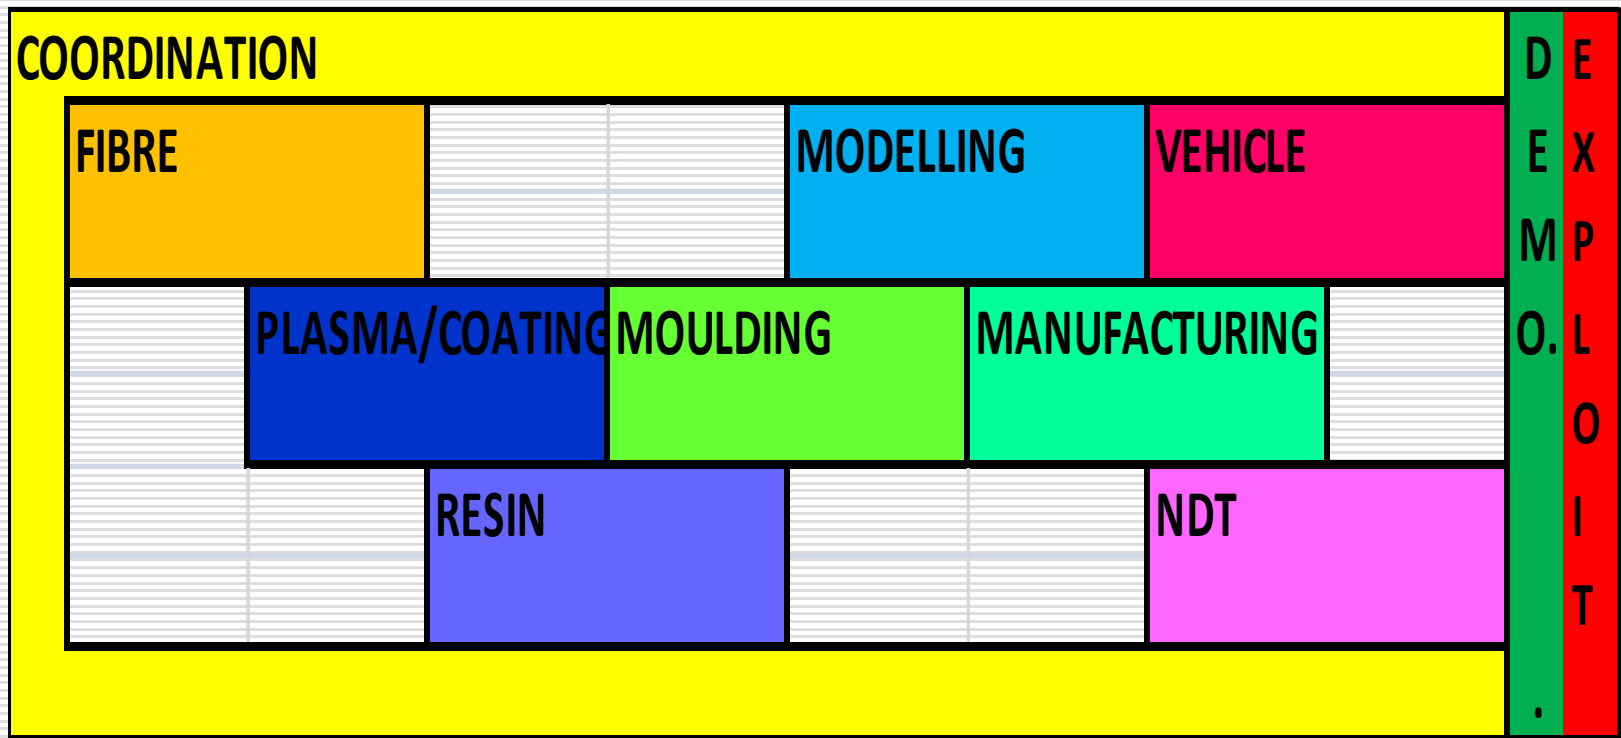 COORDINATION
FIBRE
MODELLING
VEHICLE
PLASMA/COATING
MOULDING
MANUFACTURING
RESIN
NDT
D
E
M
O.
.
E
X
P
L
O
I
T